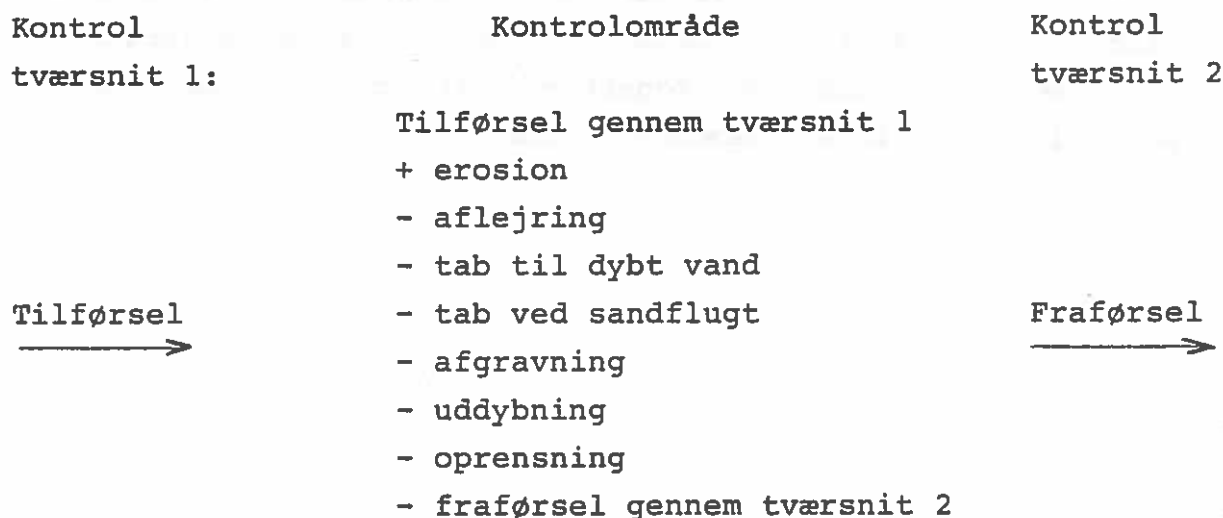 Kontrol
tværsnit 1:
Kontrolområde
Kontrol
tværsnit 2
Tilførsel gennem tværsnit 1
+ erosion
- aflejring
- tab til dybt vand
- tab ved sandflugt
- afgravning
- uddybning
- oprensning
- fraførsel gennem tværsnit 2
Tilførsel
Fraførsel